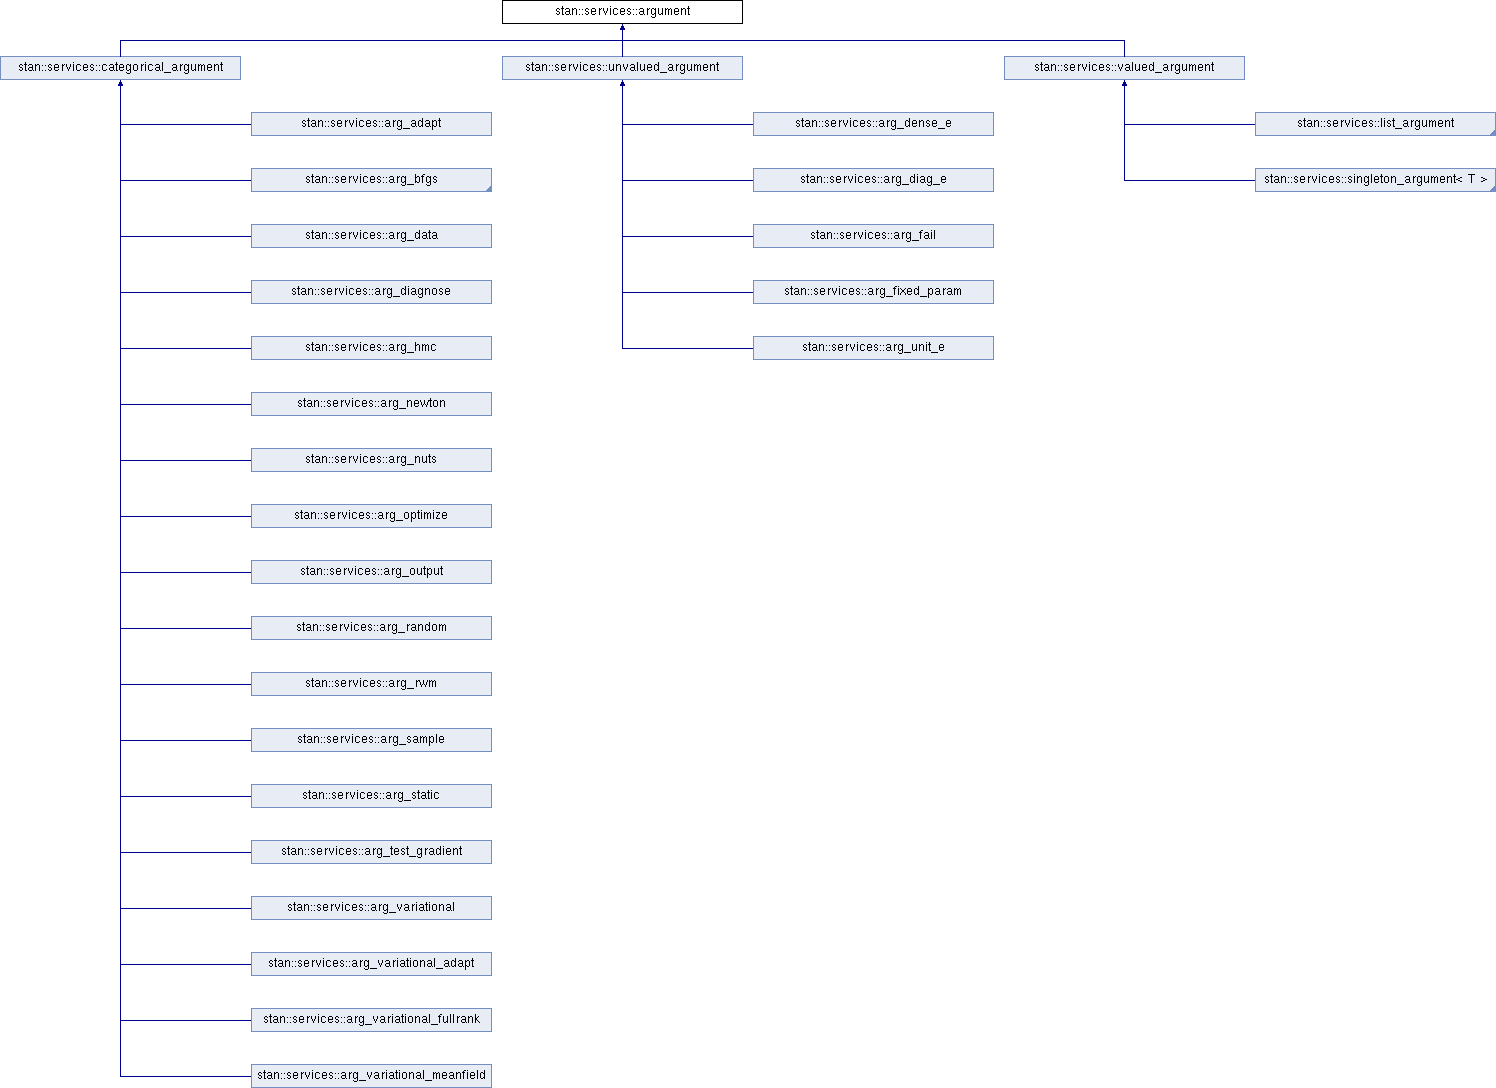 stan::services::argument
stan::services::categorical_argument
stan::services::unvalued_argument
stan::services::valued_argument
stan::services::arg_adapt
stan::services::arg_dense_e
stan::services::list_argument
stan::services::arg_bfgs
stan::services::arg_diag_e
stan::services::singleton_argument< T >
stan::services::arg_data
stan::services::arg_fail
stan::services::arg_diagnose
stan::services::arg_fixed_param
stan::services::arg_hmc
stan::services::arg_unit_e
stan::services::arg_newton
stan::services::arg_nuts
stan::services::arg_optimize
stan::services::arg_output
stan::services::arg_random
stan::services::arg_rwm
stan::services::arg_sample
stan::services::arg_static
stan::services::arg_test_gradient
stan::services::arg_variational
stan::services::arg_variational_adapt
stan::services::arg_variational_fullrank
stan::services::arg_variational_meanfield